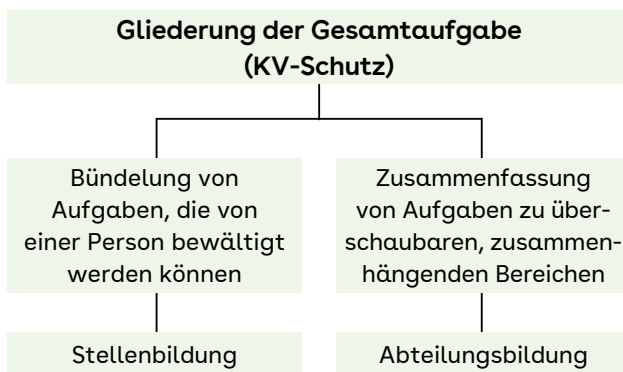 Gliederung der Gesamtaufgabe
(KV-Schutz)
Bündelung von
Aufgaben, die von
einer Person bewältigt
werden können
Zusammenfassung
von Aufgaben zu über-
schaubaren, zusammen-
hängenden Bereichen
Stellenbildung
Abteilungsbildung